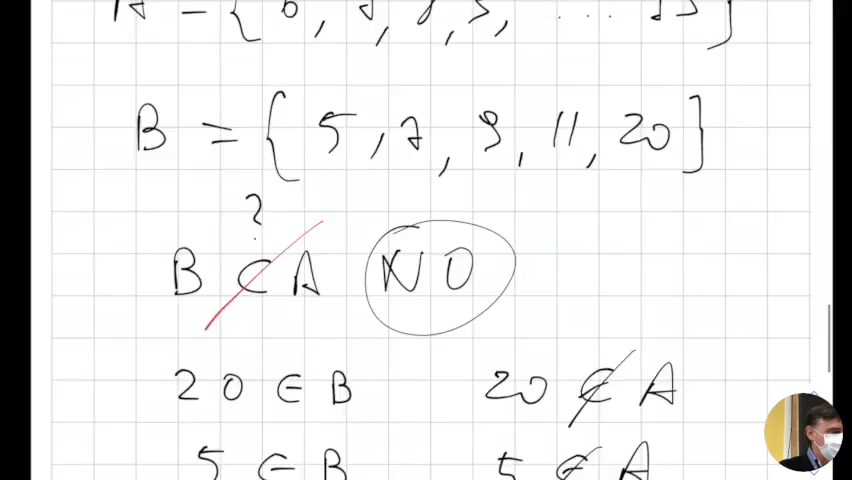 B = { 5, 7, 9, 11, 20 }
?
B ⊄ A NO
20 ∈ B 20 ∉ A
5 ∈ B 5 ∉ A